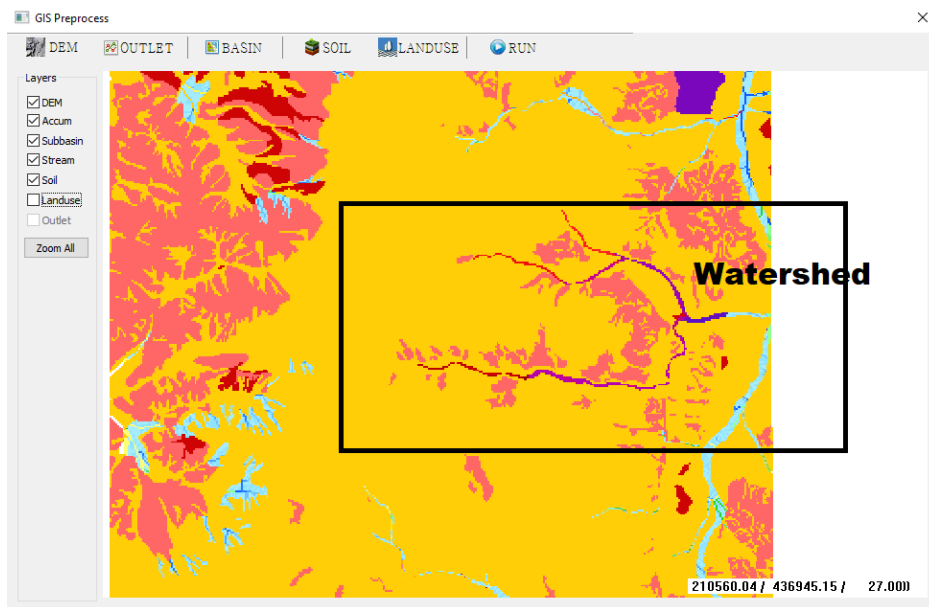 GIS Preprocess
DEM OUTLET BASIN SOIL LANDUSE RUN
Layers
DEM
Accum
Subbasin
Stream
Soil
Landuse
Outlet
Zoom All
Watershed
210560.04 / 436945.15 / 27.00))